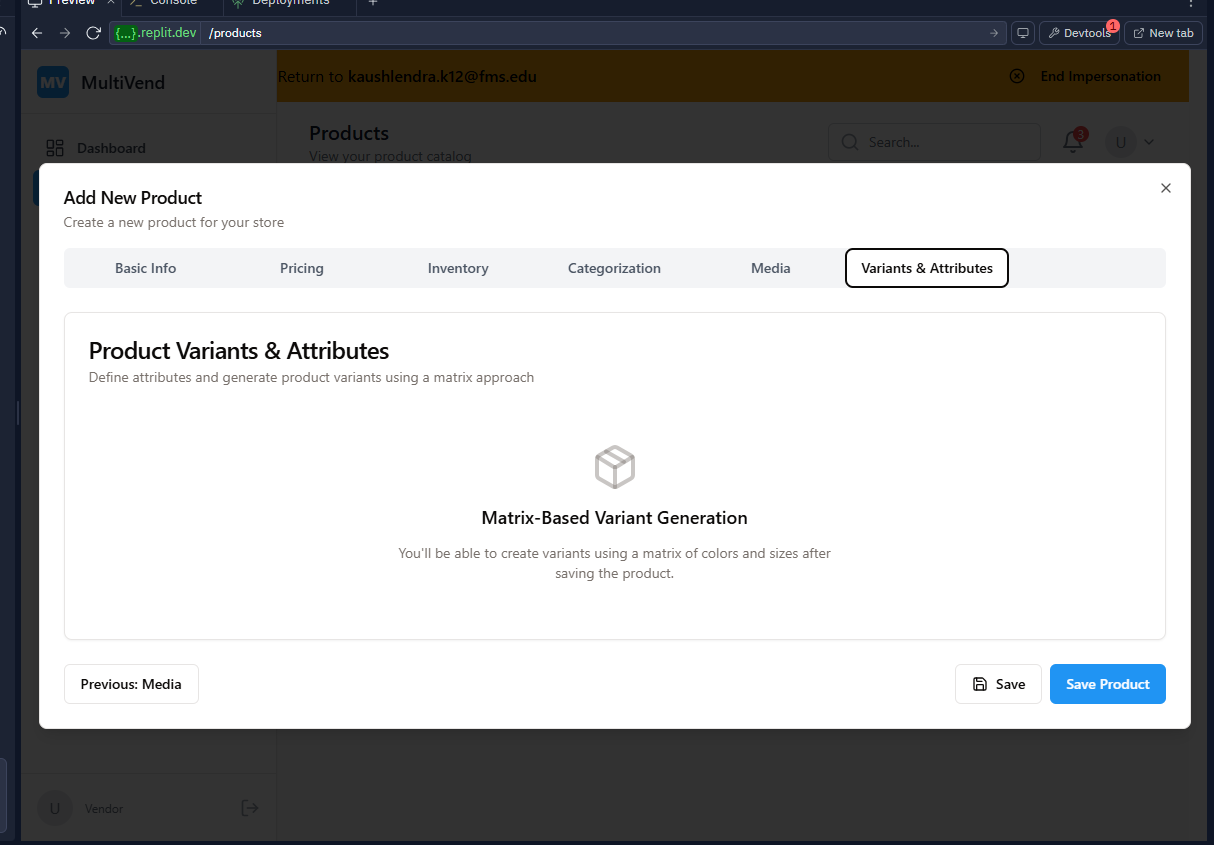 Preview
Console
Deployments
{...}.replit.dev /products
Devtools 1
New tab
MV MultiVend
Return to kaushlendra.k12@fms.edu
End Impersonation
Dashboard
Products
View your product catalog
Search...
3
U
Add New Product
Create a new product for your store
Basic Info
Pricing
Inventory
Categorization
Media
Variants & Attributes
Product Variants & Attributes
Define attributes and generate product variants using a matrix approach
Matrix-Based Variant Generation
You'll be able to create variants using a matrix of colors and sizes after
saving the product.
Previous: Media
Save
Save Product
U Vendor